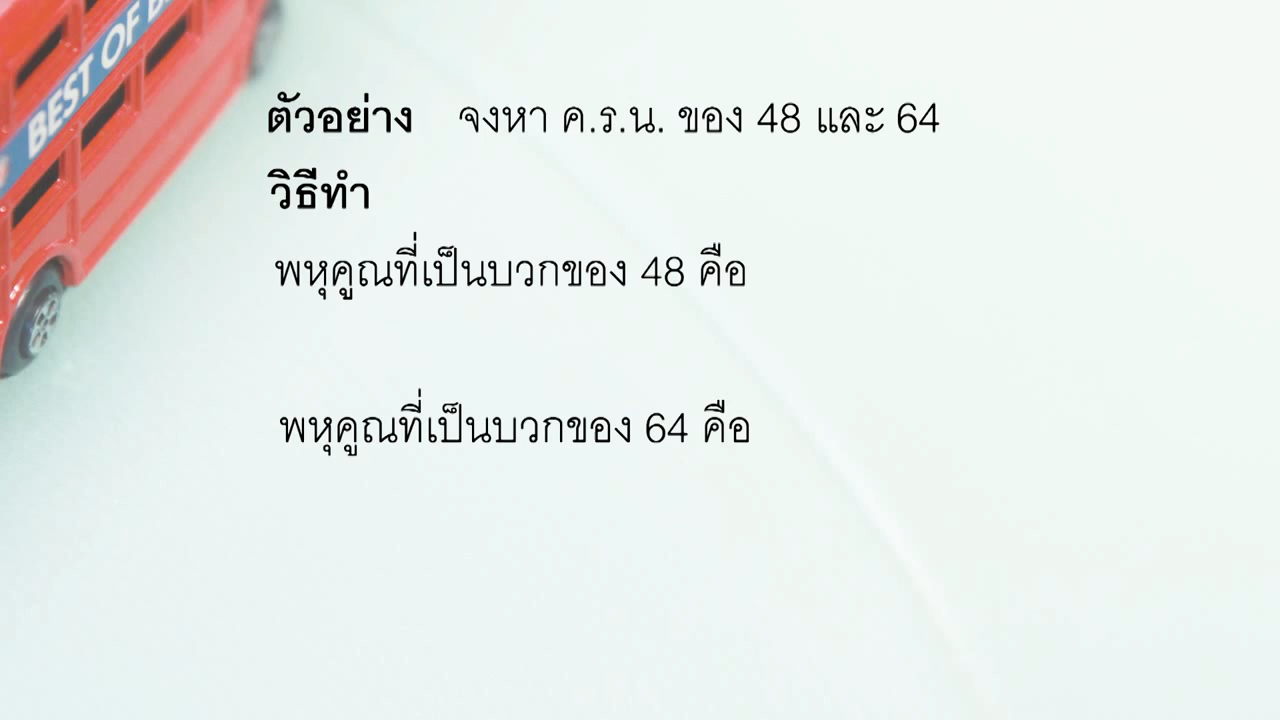 BEST OF B
ตัวอย่าง จงหา ค.ร.น. ของ 48 และ 64
วิธีทำ
พหุคูณที่เป็นบวกของ 48 คือ
พหุคูณที่เป็นบวกของ 64 คือ